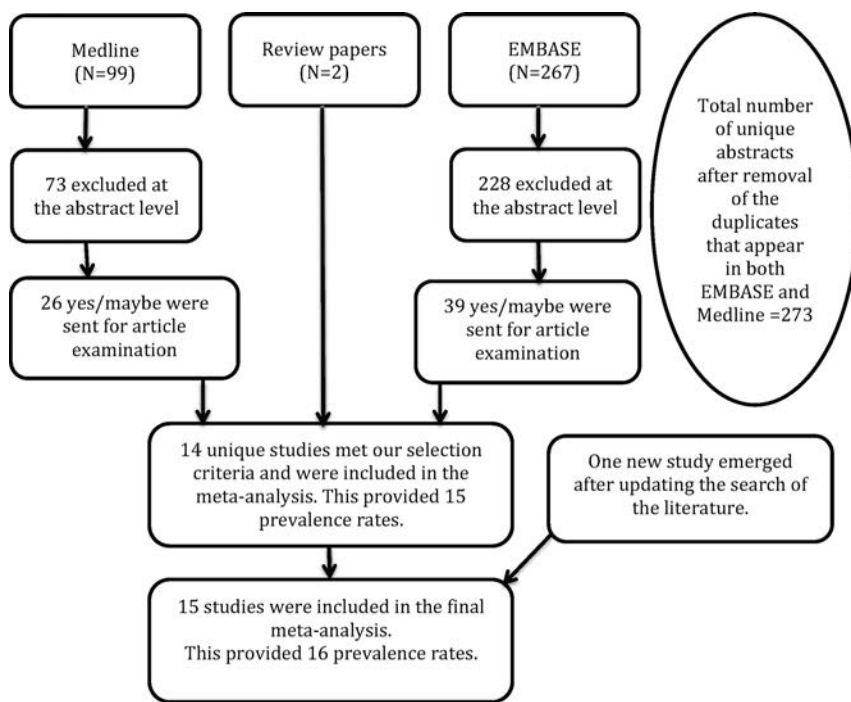 Medline
(N=99)
Review papers
(N=2)
EMBASE
(N=267)
Total number
of unique
abstracts
after removal
of the
duplicates
that appear
in both
EMBASE and
Medline =273
73 excluded at
the abstract level
228 excluded at
the abstract level
26 yes/maybe were
sent for article
examination
39 yes/maybe were
sent for article
examination
14 unique studies met our selection
criteria and were included in the
meta-analysis. This provided 15
prevalence rates.
One new study emerged
after updating the search of
the literature.
15 studies were included in the final
meta-analysis.
This provided 16 prevalence rates.